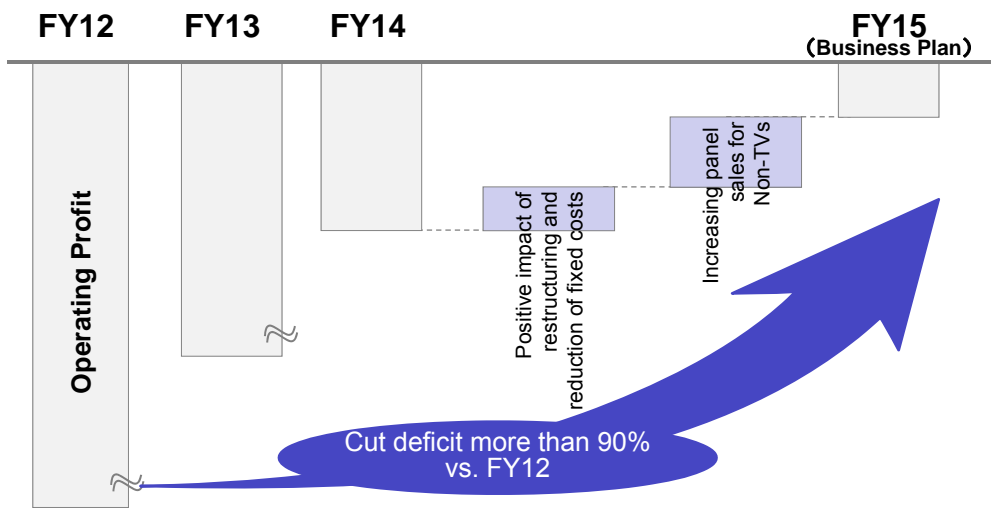 FY12
FY13
FY14
FY15
(Business Plan)
Operating Profit
Positive impact of
restructuring and
reduction of fixed costs
Increasing panel
sales for
Non-TVs
Cut deficit more than 90%
vs. FY12